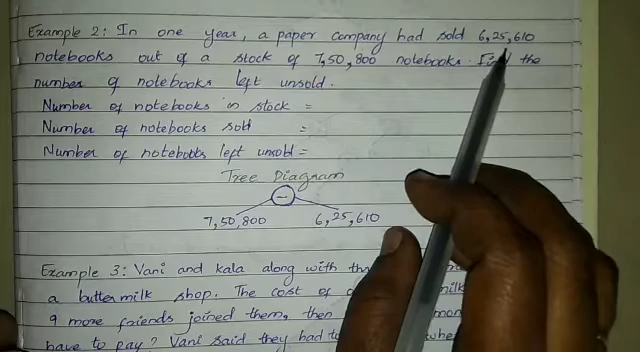 Example 2: In one year, a paper company had sold 6,25,610
notebooks out of a stock of 7,50,800 notebooks. Find the
number of notebooks left unsold.
Number of notebooks in stock =
Number of notebooks sold =
Number of notebooks left unsold =
Tree Diagram
−
7,50,800 6,25,610
Example 3: Vani and Kala along with
a buttermilk shop. The cost of
9 more friends joined them, then
have to pay? Vani said they had to